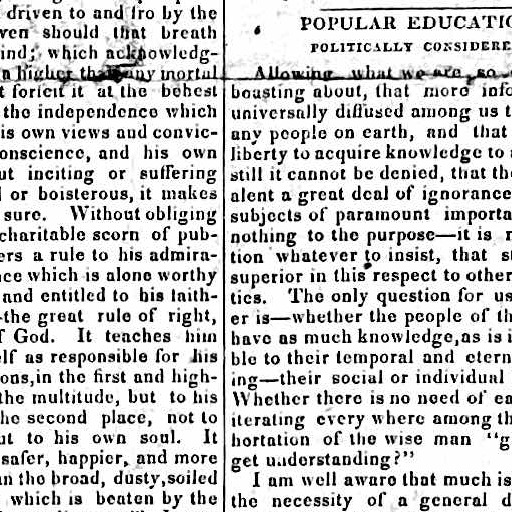 driven to and fro by the
ven should that breath
ind; which acknowledg-
n higher than any mortal
t forfeit it at the behest
the independence which
is own views and convic-
onscience, and his own
ut inciting or suffering
l or boisterous, it makes
sure. Without obliging
charitable scorn of pub-
ers a rule to his admira-
nce which is alone worthy
and entitled to his faith-
-the great rule of right,
f God. It teaches him
elf as responsible for his
ons, in the first and high-
the multitude, but to his
he second place, not to
ut to his own soul. It
safer, happier, and more
an the broad, dusty, soiled
which is beaten by the
POPULAR EDUCATIO
POLITICALLY CONSIDERE
Allowing what we are so
boasting about, that more info
universally diffused among us t
any people on earth, and that
liberty to acquire knowledge to
still it cannot be denied, that the
alent a great deal of ignorance
subjects of paramount importa
nothing to the purpose—it is n
tion whatever to insist, that s
superior in this respect to other
ties. The only question for us
er is—whether the people of th
have as much knowledge, as is i
ble to their temporal and etern
ing—their social or individual
Whether there is no need of ea
iterating every where among th
hortation of the wise man "g
get understanding?"
I am well aware that much is
the necessity of a general d